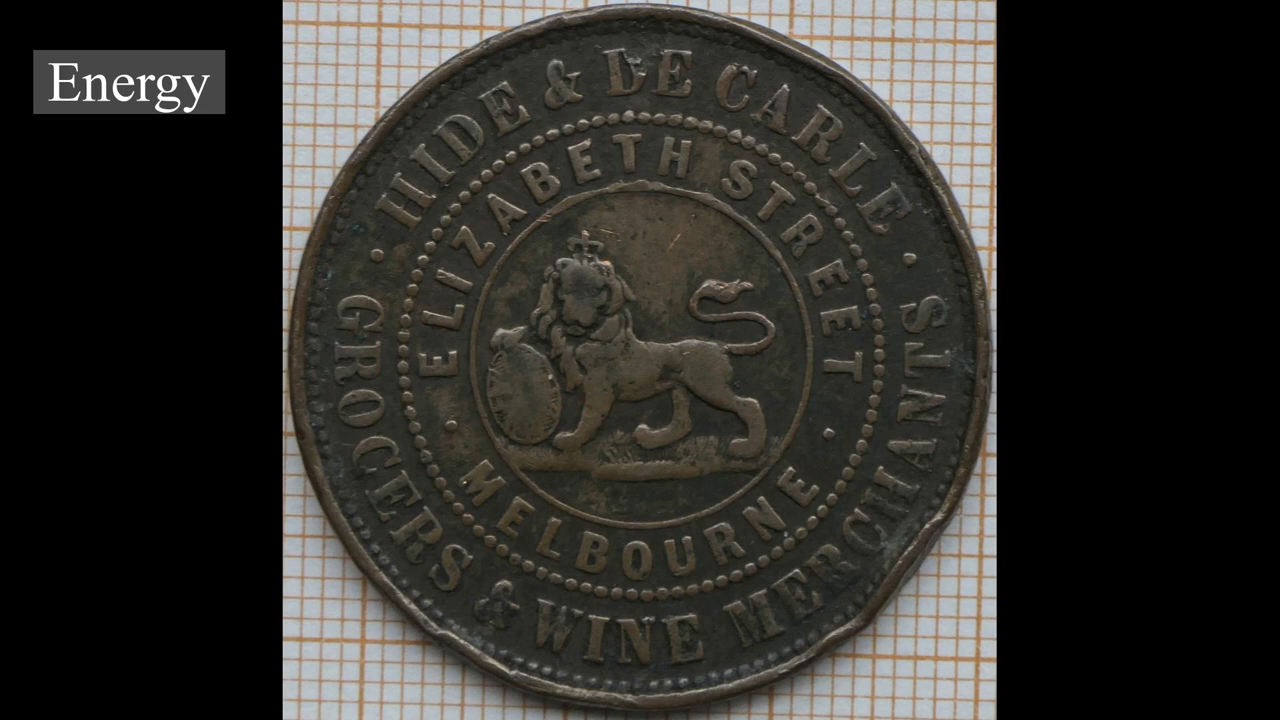 Energy
· HIDE & DE CARLE ·
GROCERS & WINE MERCHANTS
ELIZABETH STREET
· MELBOURNE ·